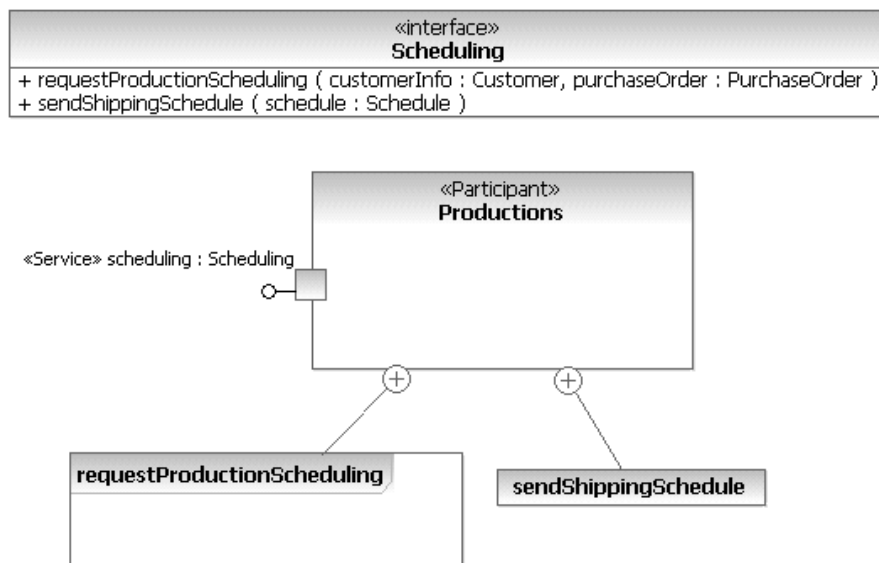 «interface»
Scheduling
+ requestProductionScheduling ( customerInfo : Customer, purchaseOrder : PurchaseOrder )
+ sendShippingSchedule ( schedule : Schedule )
«Participant»
Productions
«Service» scheduling : Scheduling
requestProductionScheduling
sendShippingSchedule